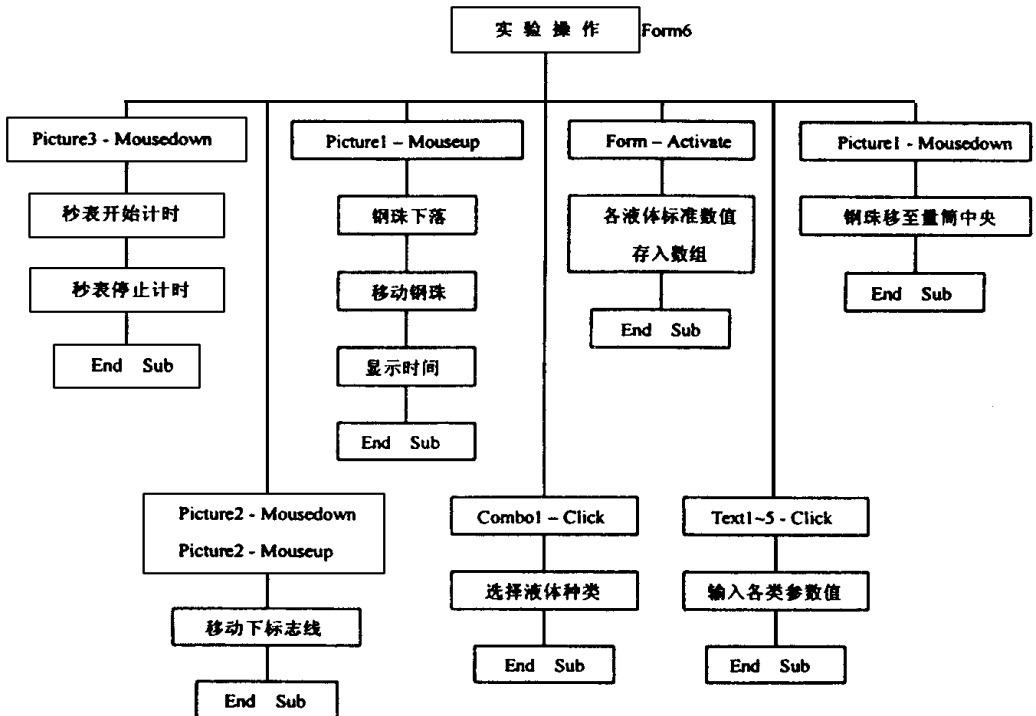 实验操作 Form6
Picture3 - Mousedown
秒表开始计时
秒表停止计时
End Sub
Picture1 – Mouseup
钢珠下落
移动钢珠
显示时间
End Sub
Form – Activate
各液体标准数值
存入数组
End Sub
Picture1 - Mousedown
钢珠移至量筒中央
End Sub
Picture2 - Mousedown
Picture2 - Mouseup
移动下标志线
End Sub
Combo1 – Click
选择液体种类
End Sub
Text1~5 - Click
输入各类参数值
End Sub